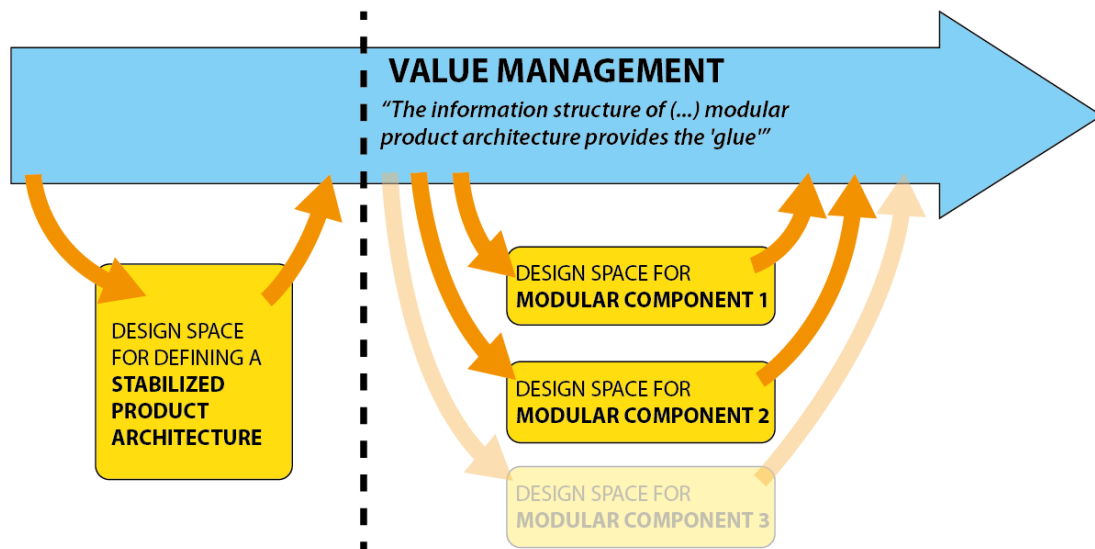 VALUE MANAGEMENT
“The information structure of (...) modular
product architecture provides the 'glue'”
DESIGN SPACE
FOR DEFINING A
STABILIZED
PRODUCT
ARCHITECTURE
DESIGN SPACE FOR
MODULAR COMPONENT 1
DESIGN SPACE FOR
MODULAR COMPONENT 2
DESIGN SPACE FOR
MODULAR COMPONENT 3